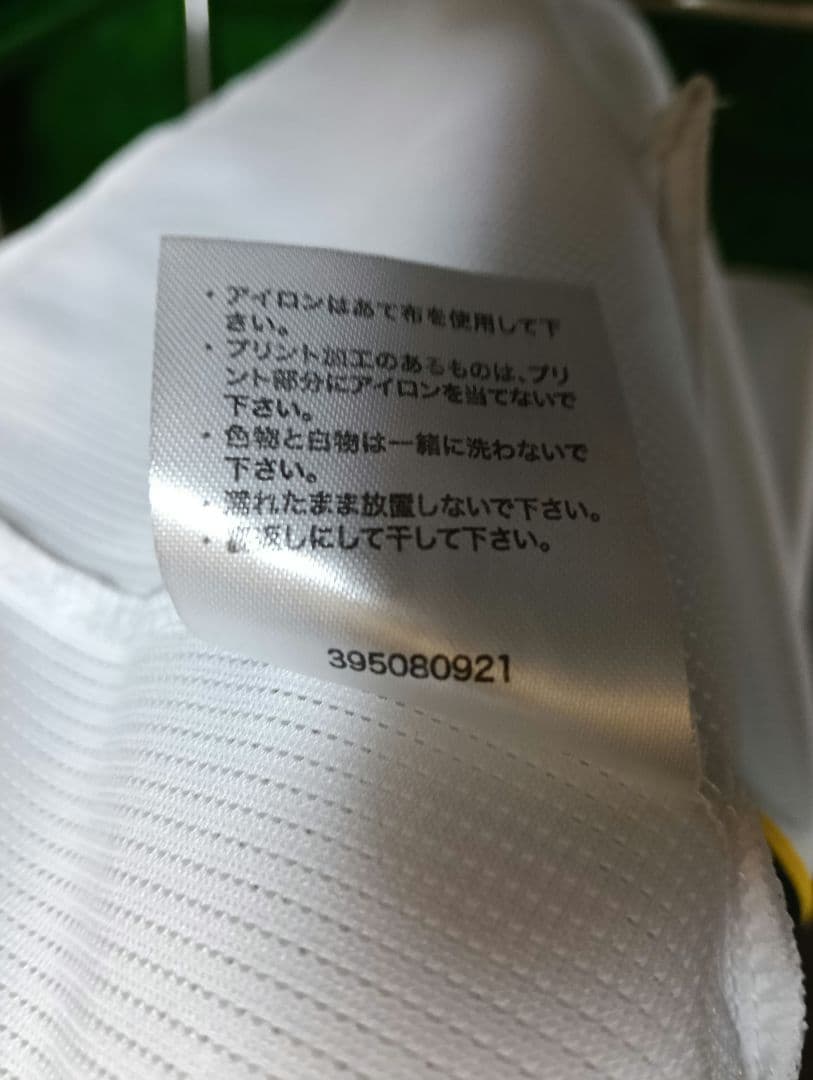 ・アイロンはあて布を使用して下
さい。
・プリント加工のあるものは、プリ
ント部分にアイロンを当てないで
下さい。
・色物と白物は一緒に洗わないで
下さい。
・濡れたまま放置しないで下さい。
・裏返しにして干して下さい。
395080921